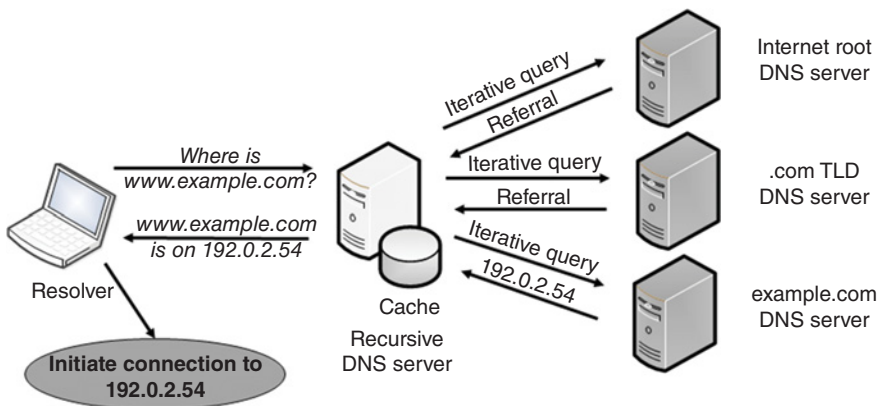 Where is
www.example.com?
www.example.com
is on 192.0.2.54
Resolver
Initiate connection to
192.0.2.54
Cache
Recursive
DNS server
Iterative query
Referral
Iterative query
Referral
Iterative query
192.0.2.54
Internet root
DNS server
.com TLD
DNS server
example.com
DNS server